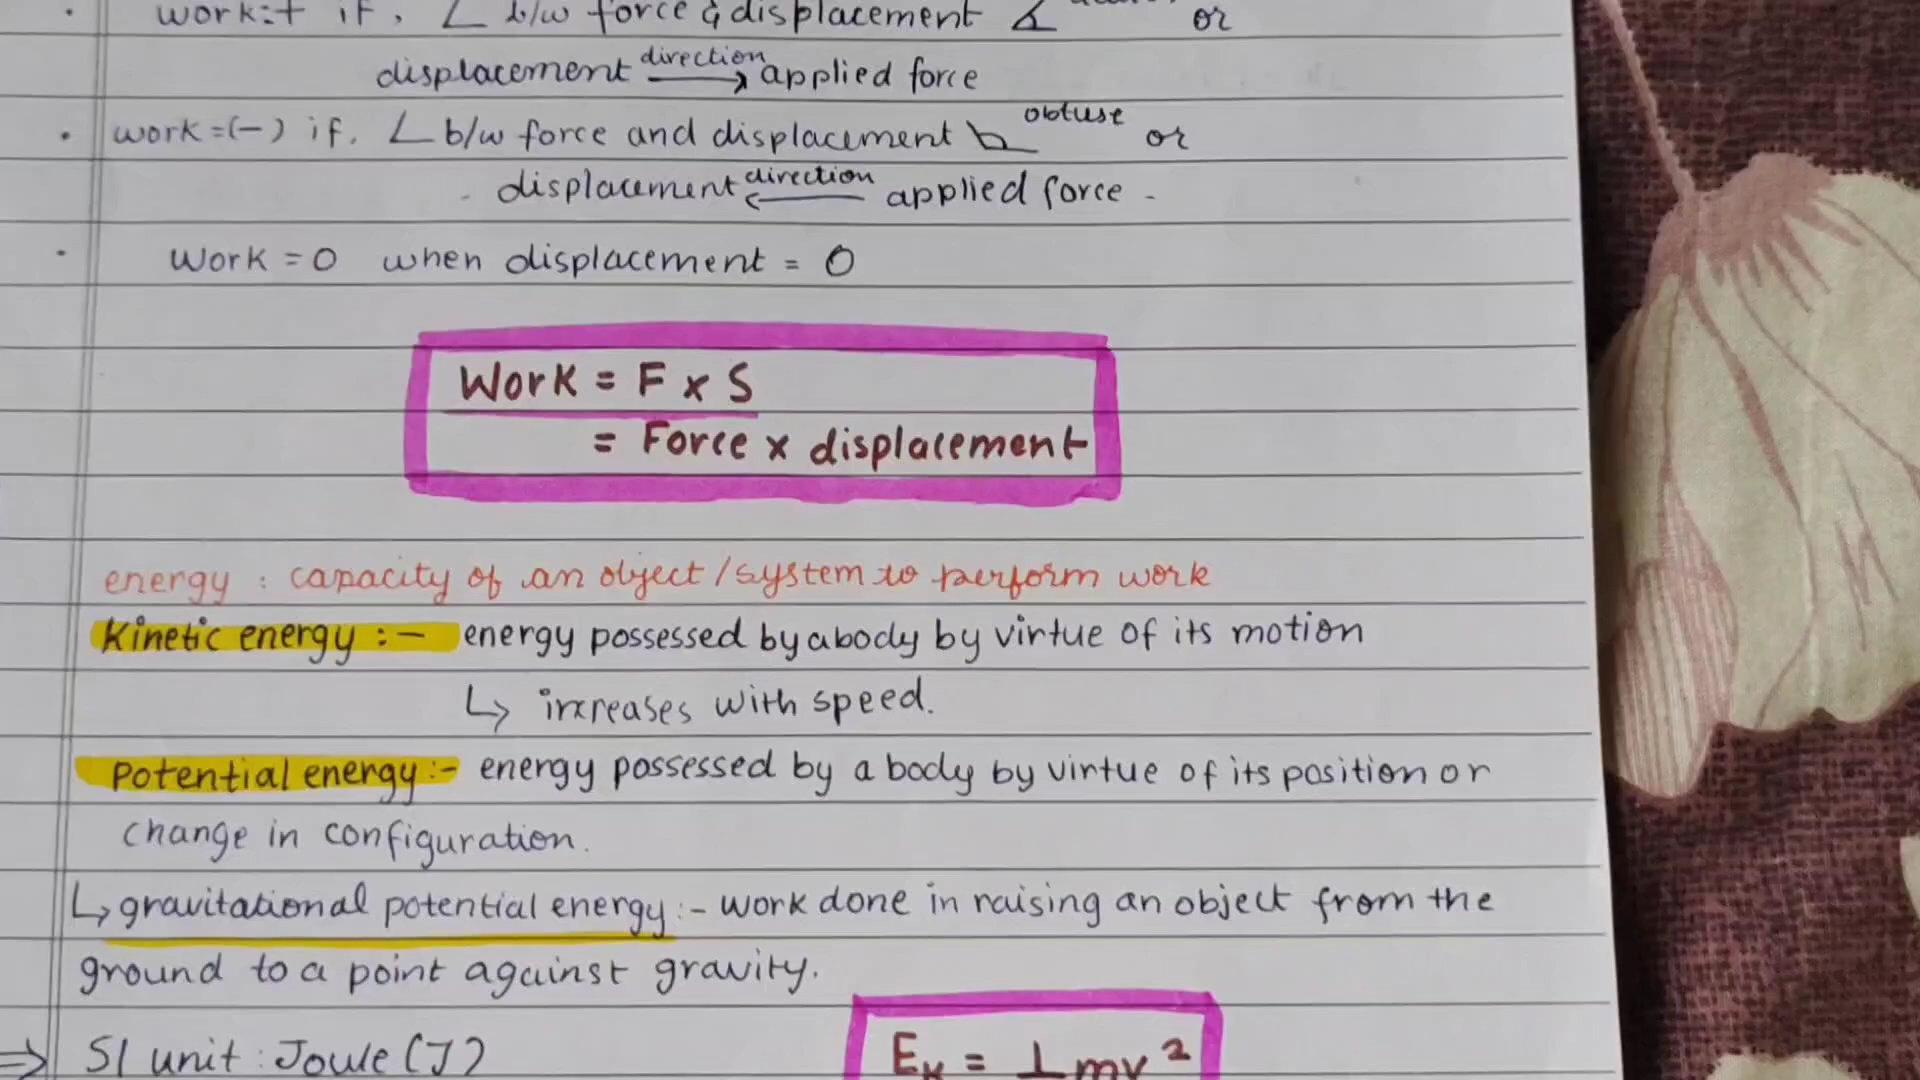 work:+ if, ∠ b/w force & displacement or
displacement direction → applied force
• work=(-) if, ∠ b/w force and displacement obtuse or
displacement direction ← applied force -
• Work = 0 when displacement = 0
Work = F x S
= Force x displacement
energy : capacity of an object/system to perform work
Kinetic energy :- energy possessed by a body by virtue of its motion
↳ increases with speed.
Potential energy :- energy possessed by a body by virtue of its position or
change in configuration.
↳ gravitational potential energy :- work done in raising an object from the
ground to a point against gravity.
⇒ SI unit : Joule (J)